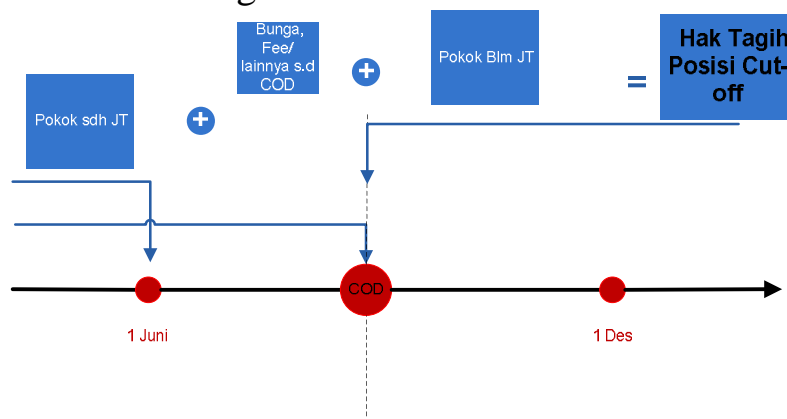 Bunga,
Fee/
lainnya s.d
COD
Pokok sdh JT
+
+
Pokok Blm JT
=
Hak Tagih
Posisi Cut-
off
COD
1 Juni
1 Des